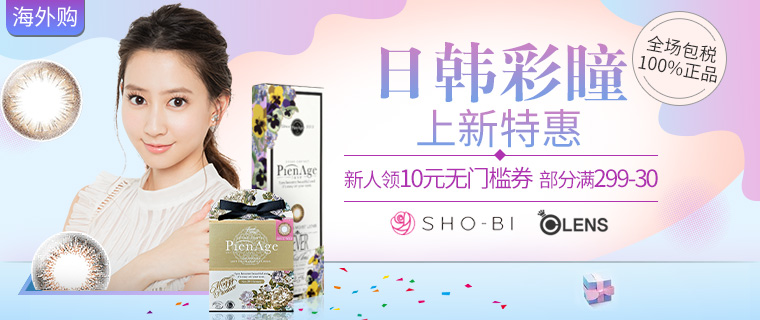 海外购
日韩彩瞳
全场包税
100%正品
上新特惠
新人领10元无门槛券 部分满299-30
SHO-BI
OLENS
PienAge
PienAge